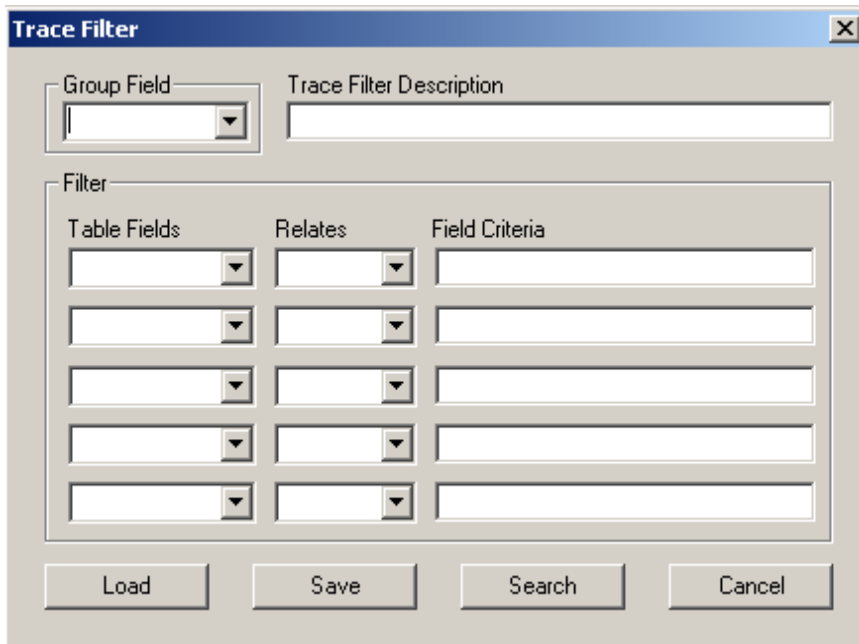 Trace Filter
Group Field
Trace Filter Description
Filter
Table Fields
Relates
Field Criteria
Load
Save
Search
Cancel